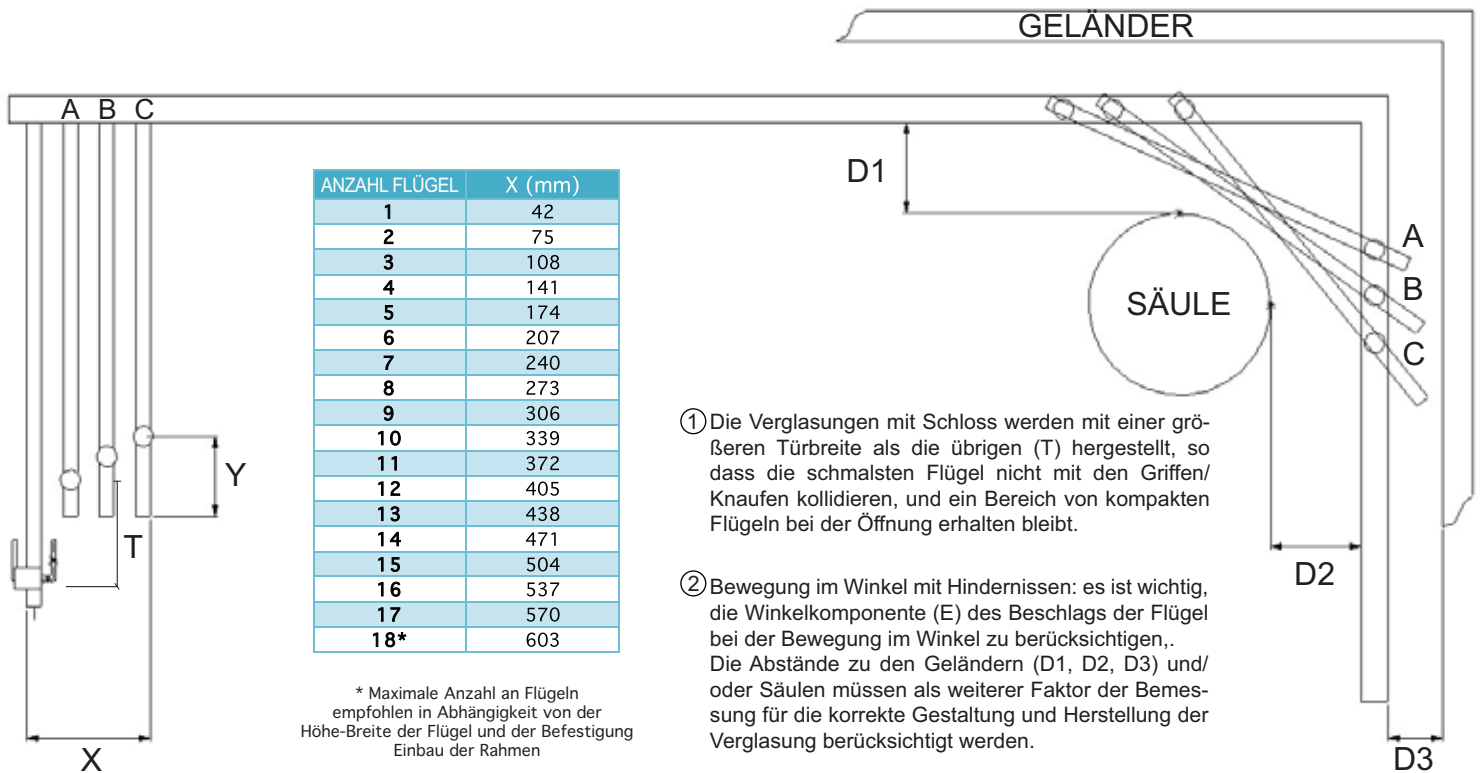 GELÄNDER
A B C
D1
A
SÄULE
B
C
Y
T
X
D2
D3
ANZAHL FLÜGEL X (mm)
1 42
2 75
3 108
4 141
5 174
6 207
7 240
8 273
9 306
10 339
11 372
12 405
13 438
14 471
15 504
16 537
17 570
18* 603
* Maximale Anzahl an Flügeln
empfohlen in Abhängigkeit von der
Höhe-Breite der Flügel und der Befestigung
Einbau der Rahmen
① Die Verglasungen mit Schloss werden mit einer grö-
ßeren Türbreite als die übrigen (T) hergestellt, so
dass die schmalsten Flügel nicht mit den Griffen/
Knaufen kollidieren, und ein Bereich von kompakten
Flügeln bei der Öffnung erhalten bleibt.
② Bewegung im Winkel mit Hindernissen: es ist wichtig,
die Winkelkomponente (E) des Beschlags der Flügel
bei der Bewegung im Winkel zu berücksichtigen,.
Die Abstände zu den Geländern (D1, D2, D3) und/
oder Säulen müssen als weiterer Faktor der Bemes-
sung für die korrekte Gestaltung und Herstellung der
Verglasung berücksichtigt werden.